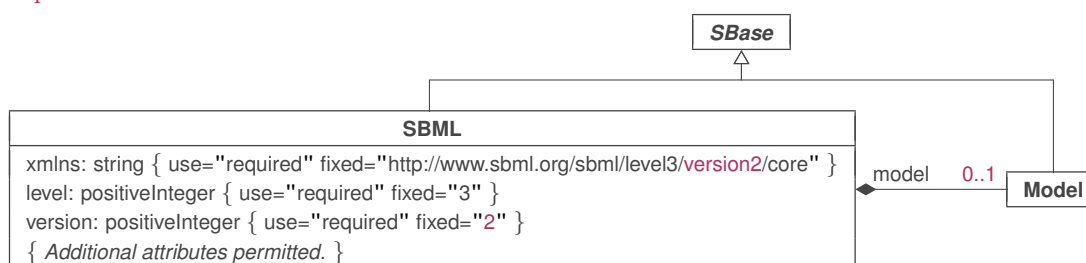 SBase
SBML
xmlns: string { use="required" fixed="http://www.sbml.org/sbml/level3/version2/core" }
level: positiveInteger { use="required" fixed="3" }
version: positiveInteger { use="required" fixed="2" }
{ Additional attributes permitted. }
model 0..1
Model